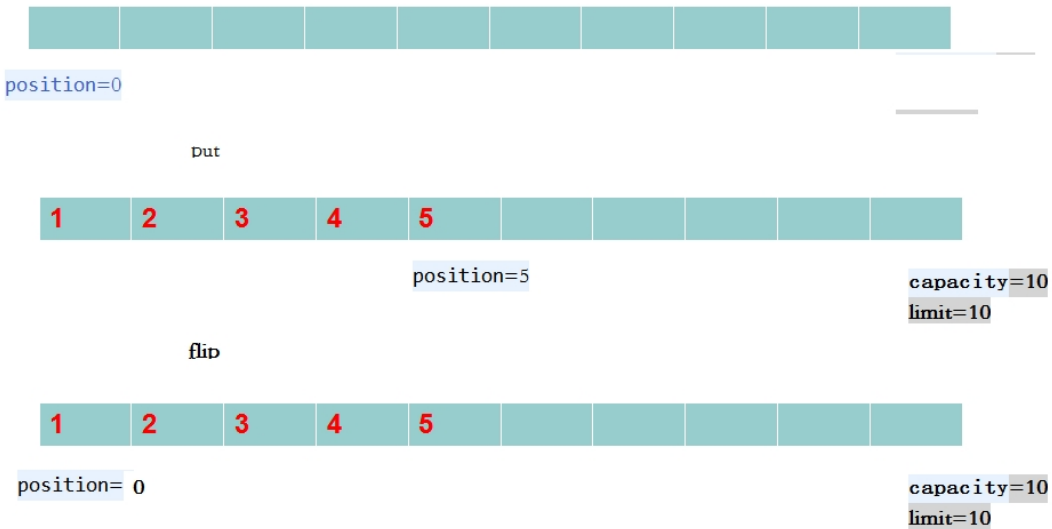 position=0
put
1 2 3 4 5
position=5
capacity=10
limit=10
flip
1 2 3 4 5
position= 0
capacity=10
limit=10